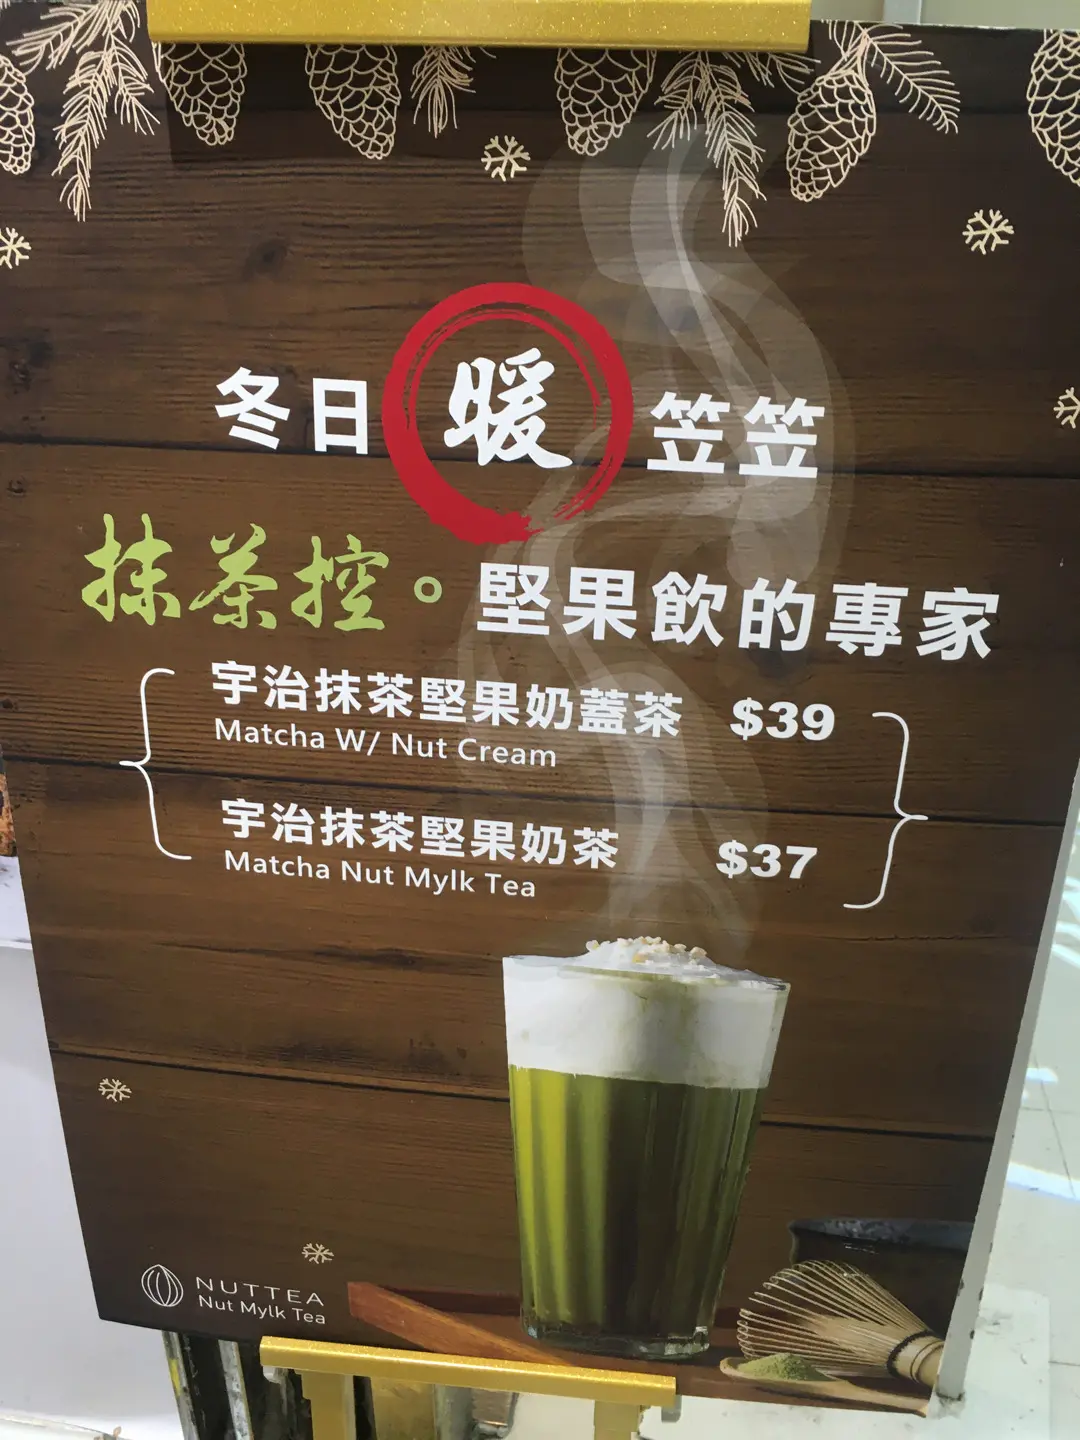 冬日暖笠笠
抹茶控。堅果飲的專家
宇治抹茶堅果奶蓋茶 $39
Matcha W/ Nut Cream
宇治抹茶堅果奶茶 $37
Matcha Nut Mylk Tea
NUTTEA
Nut Mylk Tea